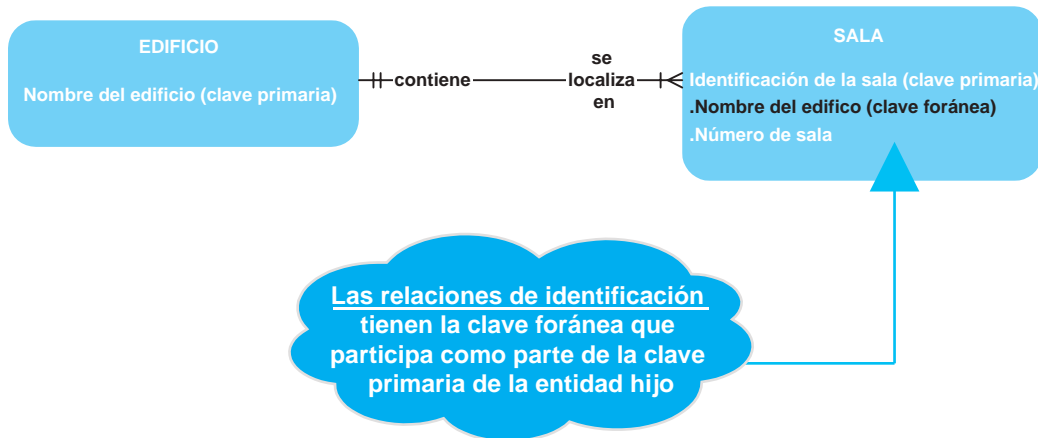 EDIFICIO
Nombre del edificio (clave primaria)
contiene
se
localiza
en
SALA
Identificación de la sala (clave primaria)
.Nombre del edifico (clave foránea)
.Número de sala
Las relaciones de identificación
tienen la clave foránea que
participa como parte de la clave
primaria de la entidad hijo